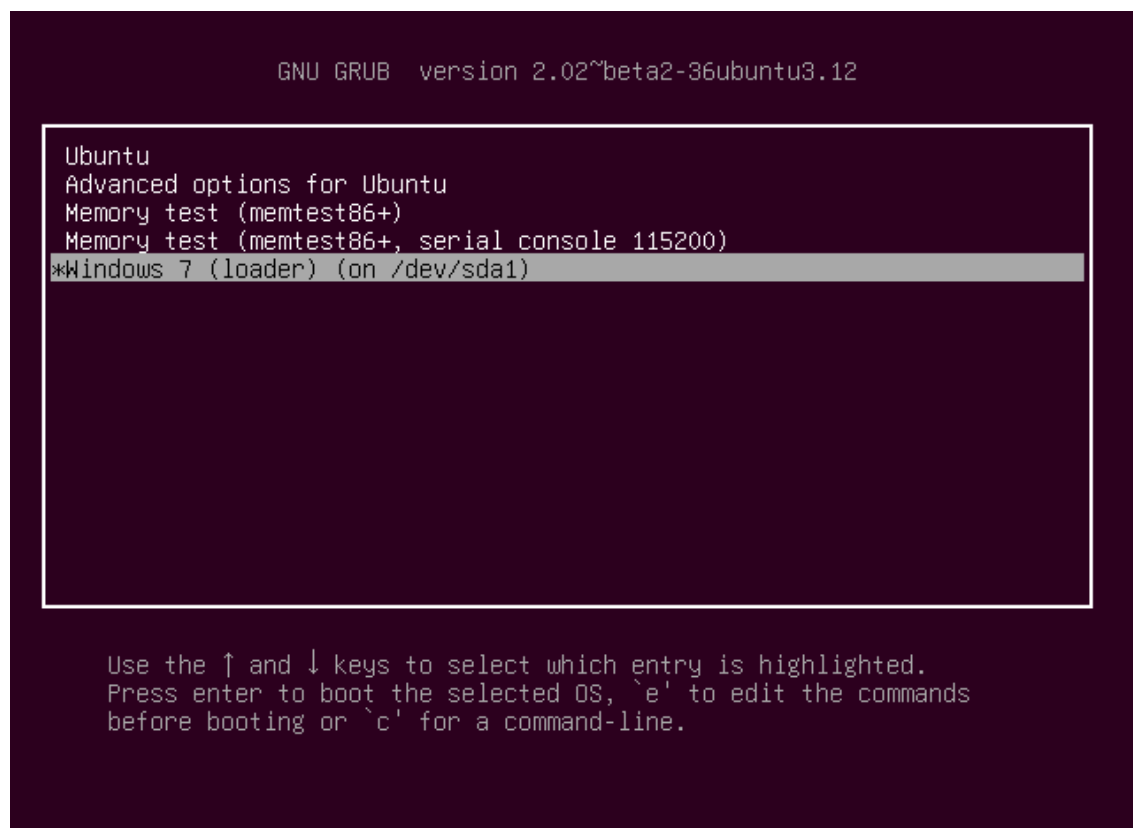 GNU GRUB  version 2.02~beta2-36ubuntu3.12
Ubuntu
Advanced options for Ubuntu
Memory test (memtest86+)
Memory test (memtest86+, serial console 115200)
*Windows 7 (loader) (on /dev/sda1)
Use the ↑ and ↓ keys to select which entry is highlighted.
Press enter to boot the selected OS, `e' to edit the commands
before booting or `c' for a command-line.